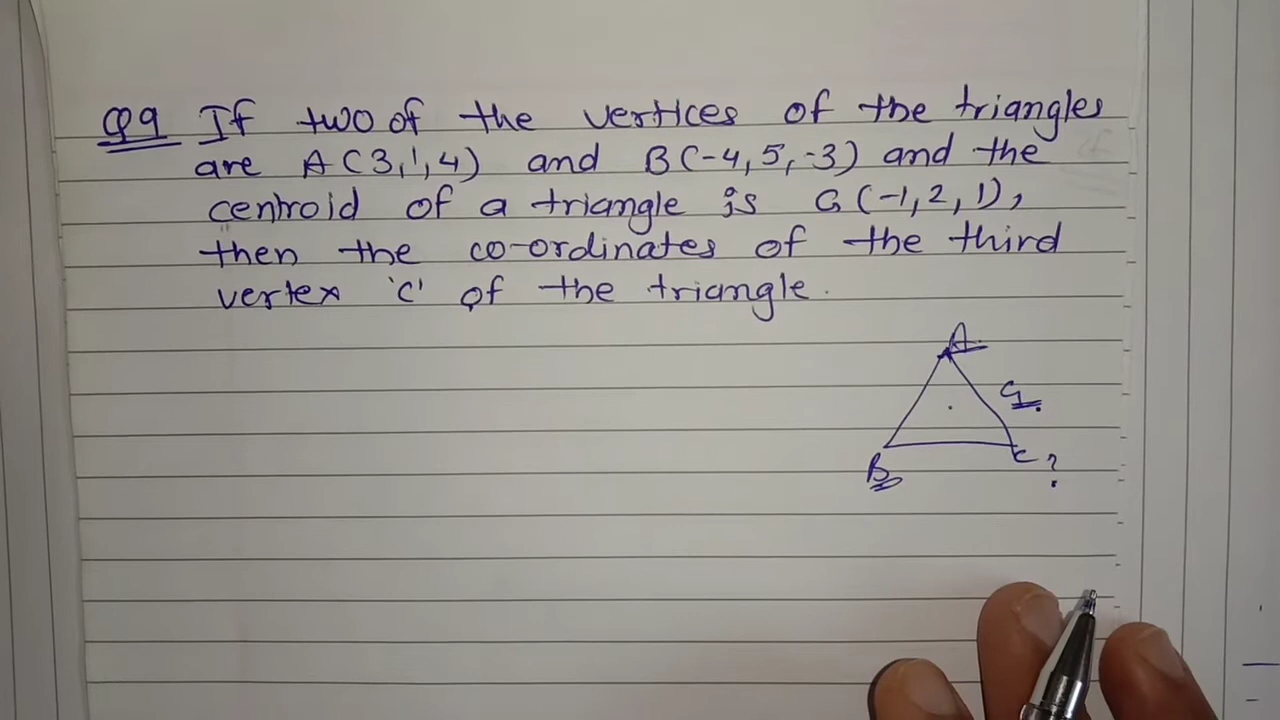 Q9 If two of the vertices of the triangles
are A(3,1,4) and B(-4,5,-3) and the
centroid of a triangle is G(-1,2,1),
then the co-ordinates of the third
vertex 'c' of the triangle.
A
G
B
C ?